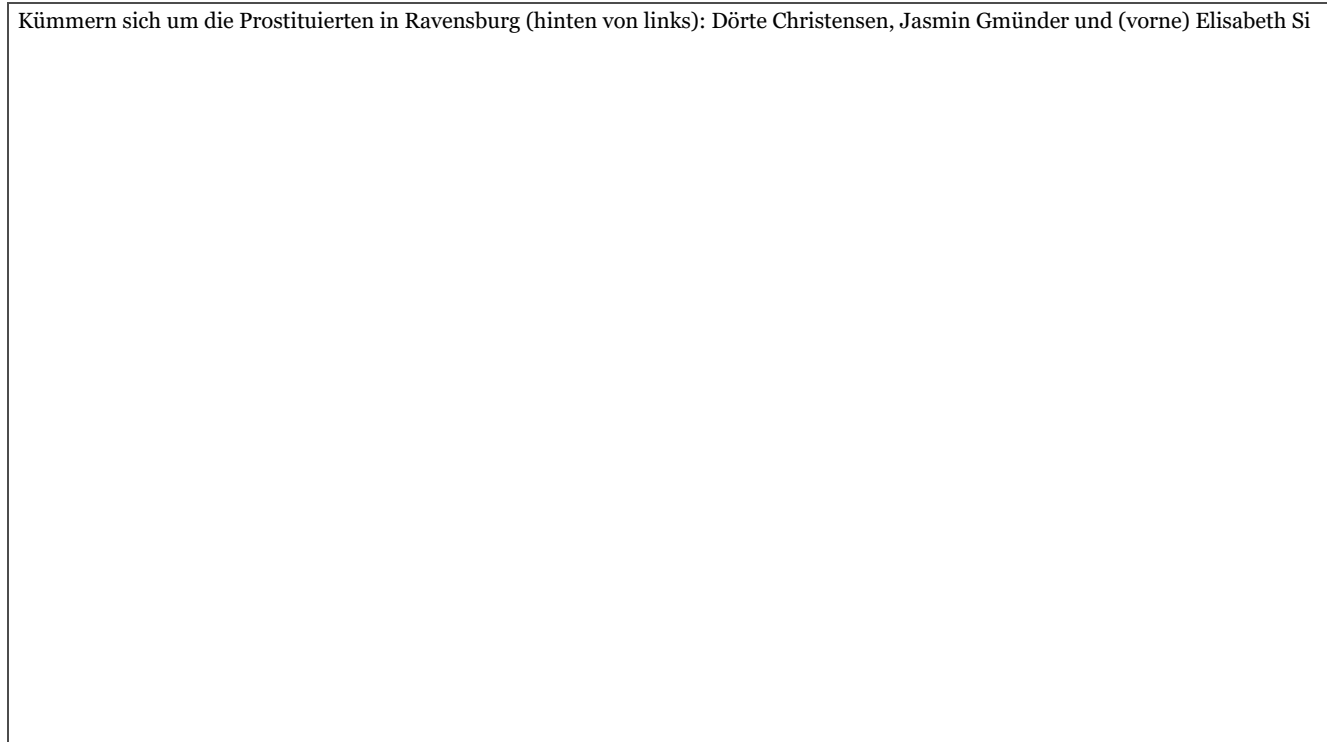 Kümmern sich um die Prostituierten in Ravensburg (hinten von links): Dörte Christensen, Jasmin Gmünder und (vorne) Elisabeth Si